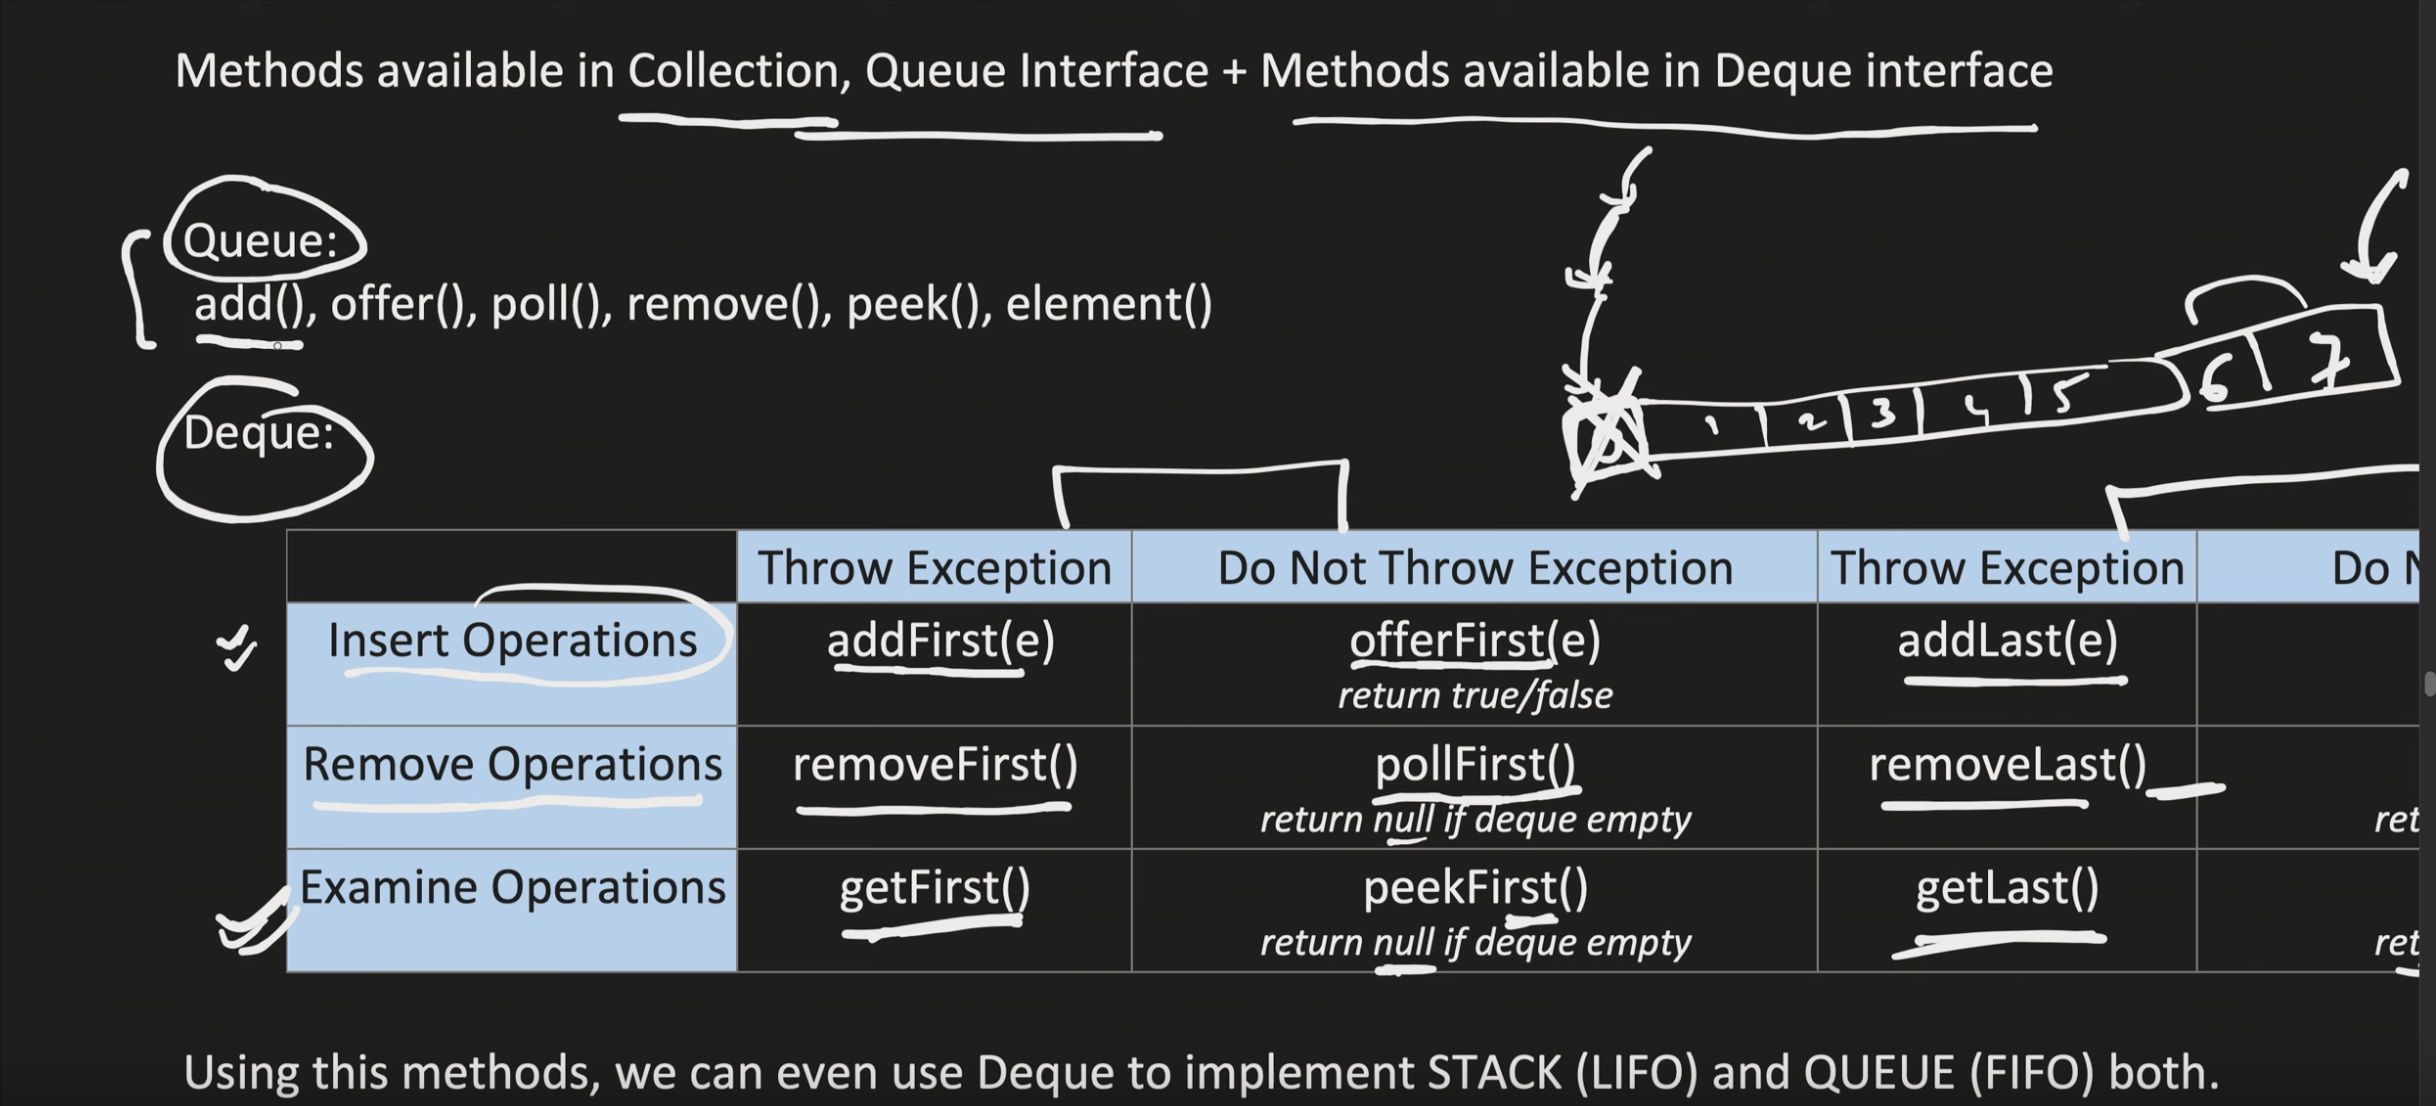 Methods available in Collection, Queue Interface + Methods available in Deque interface
Queue:
add(), offer(), poll(), remove(), peek(), element()
Deque:
0 1 2 3 4 5 6 7
Throw Exception Do Not Throw Exception Throw Exception Do
Insert Operations addFirst(e) offerFirst(e) addLast(e)
return true/false
Remove Operations removeFirst() pollFirst() removeLast()
return null if deque empty ret
Examine Operations getFirst() peekFirst() getLast()
return null if deque empty ret
Using this methods, we can even use Deque to implement STACK (LIFO) and QUEUE (FIFO) both.